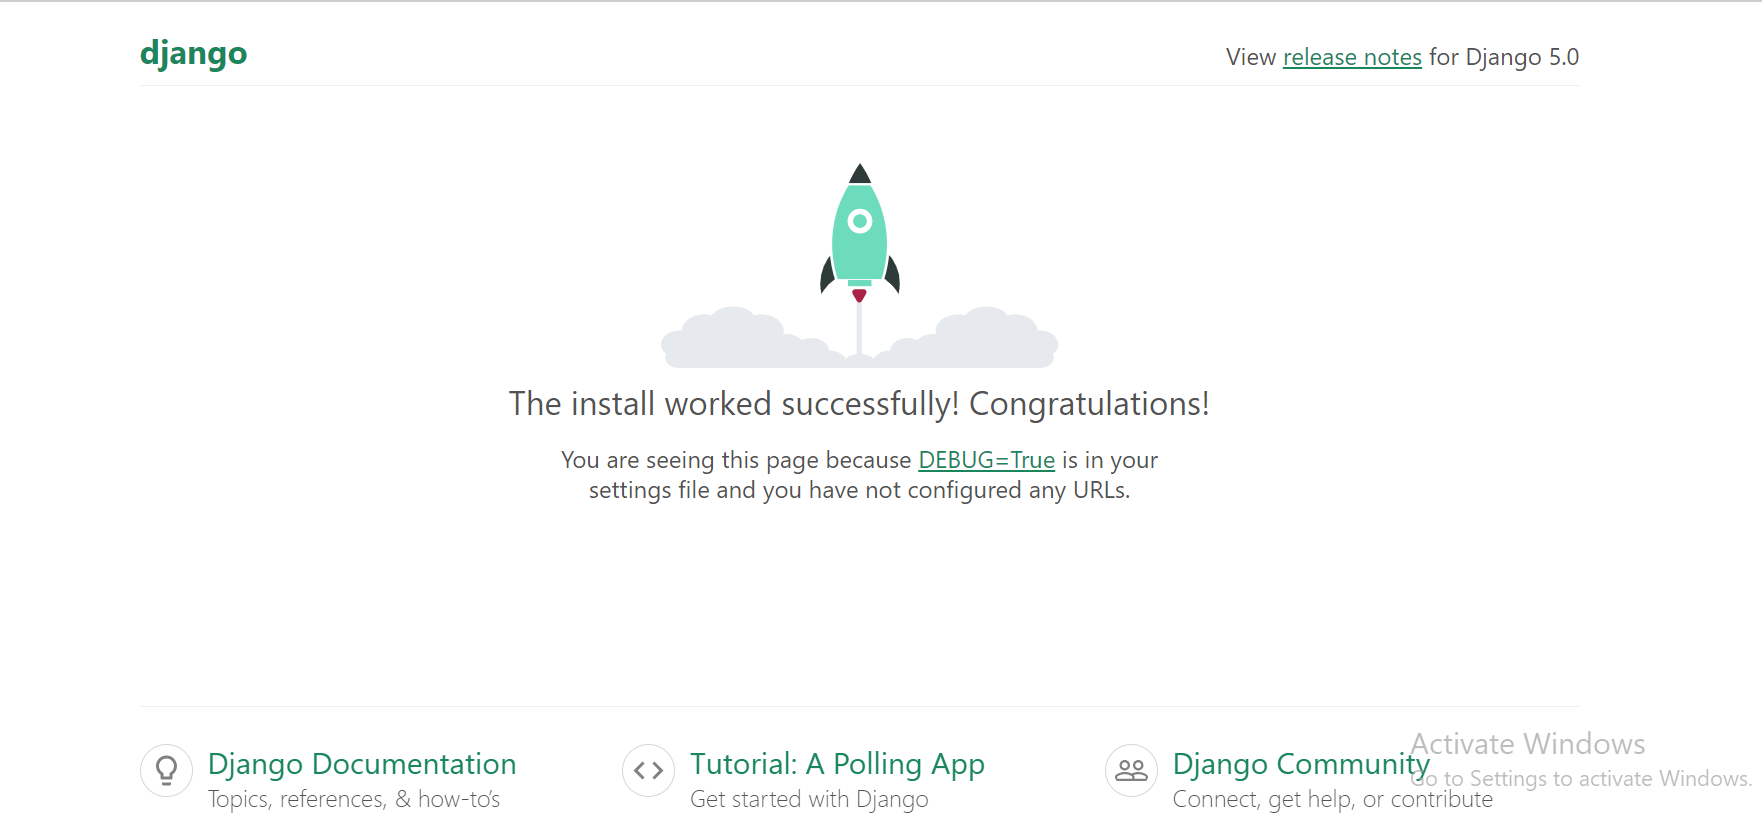 django
View release notes for Django 5.0
The install worked successfully! Congratulations!
You are seeing this page because DEBUG=True is in your
settings file and you have not configured any URLs.
Django Documentation
Topics, references, & how-to’s
Tutorial: A Polling App
Get started with Django
Django Community
Connect, get help, or contribute
Activate Windows
Go to Settings to activate Windows.